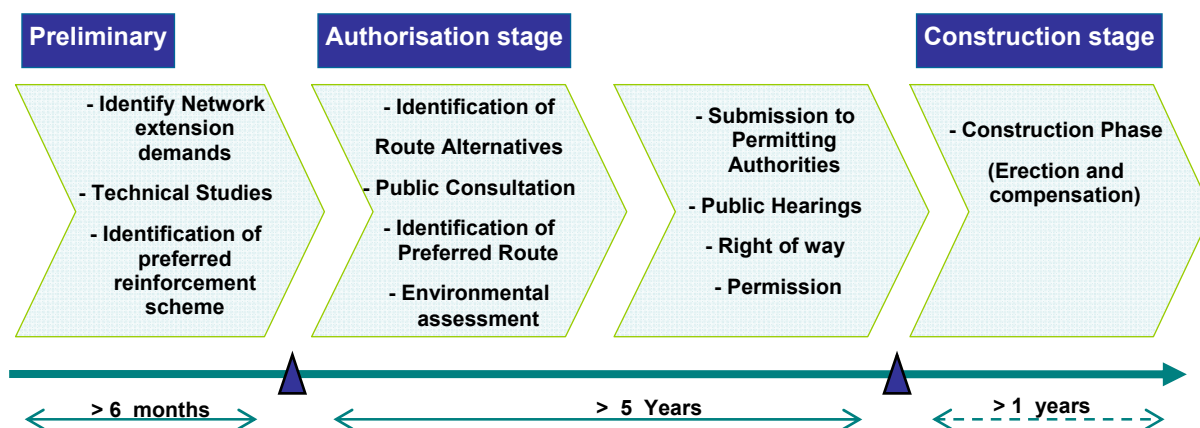 Preliminary
Authorisation stage
Construction stage
- Identify Network
extension
demands
- Technical Studies
- Identification of
preferred
reinforcement
scheme
- Identification of
Route Alternatives
- Public Consultation
- Identification of
Preferred Route
- Environmental
assessment
- Submission to
Permitting
Authorities
- Public Hearings
- Right of way
- Permission
- Construction Phase
(Erection and
compensation)
> 6 months
> 5 Years
> 1 years